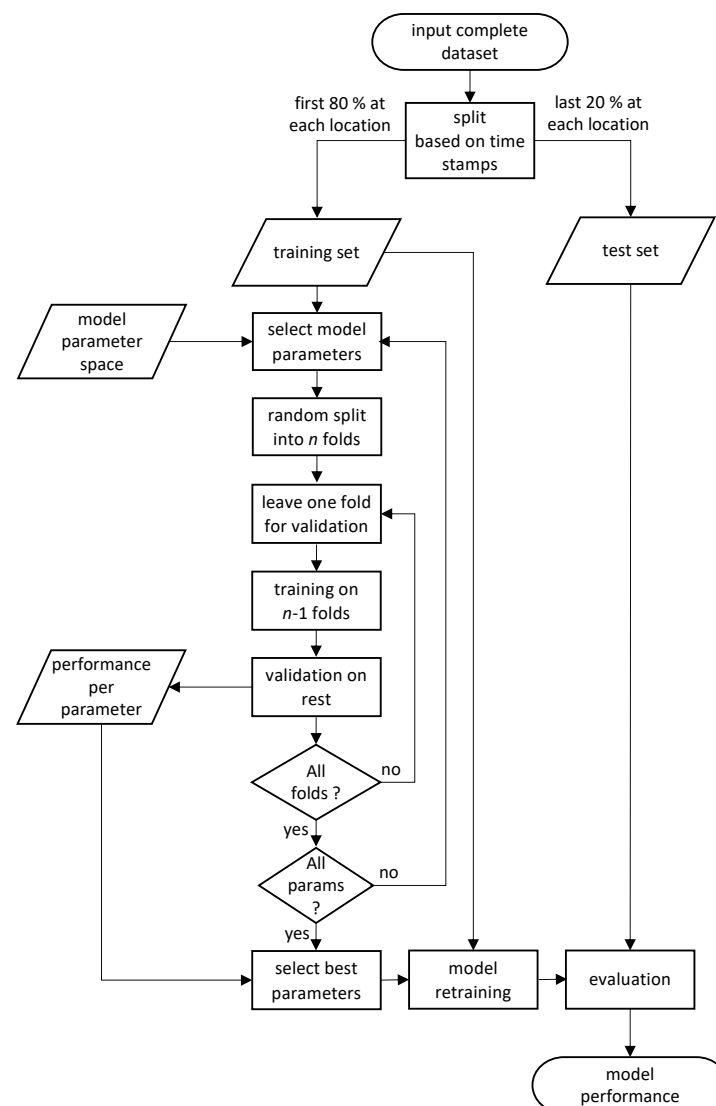 input complete
dataset
first 80 % at
each location
last 20 % at
each location
split
based on time
stamps
training set
test set
model
parameter
space
select model
parameters
random split
into n folds
leave one fold
for validation
training on
n-1 folds
performance
per
parameter
validation on
rest
All
folds ?
no
yes
All
params
?
no
yes
select best
parameters
model
retraining
evaluation
model
performance